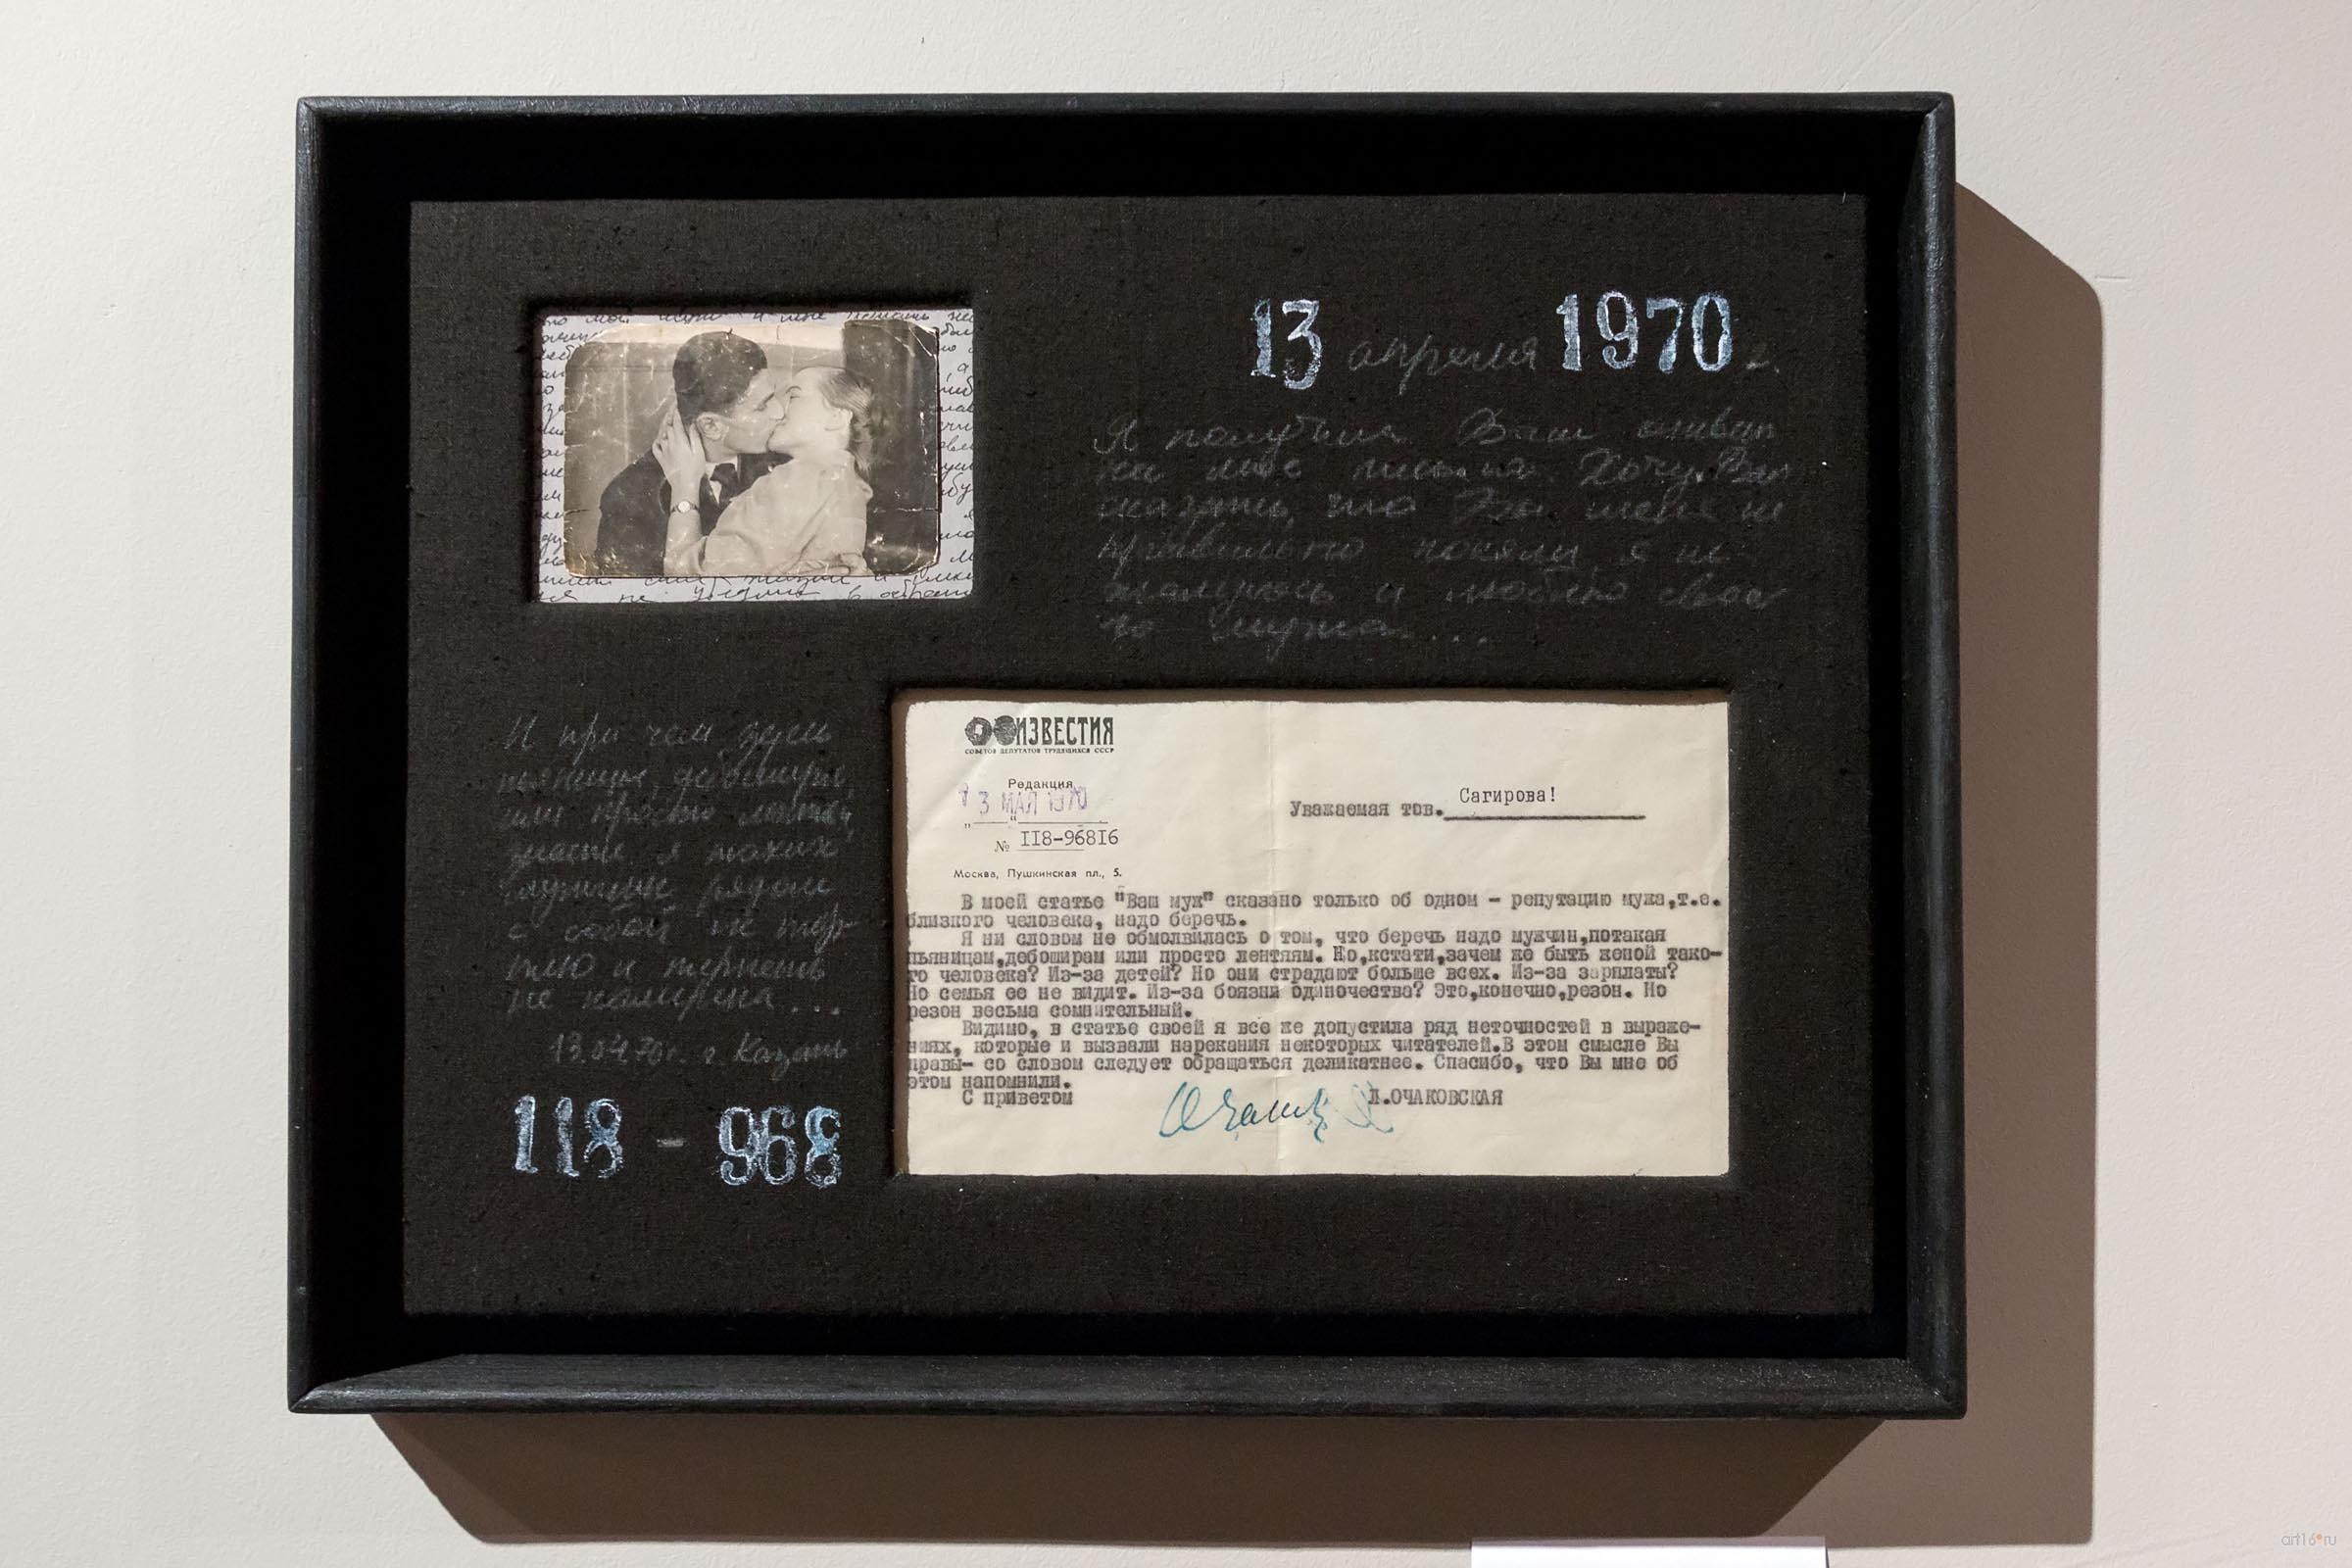 13 апреля 1970 г.
Я получила Ваш
на мое письмо. Хочу Вам
сказать, что Вы меня не
правильно поняли, я не
жалуюсь и люблю свое
го мужа...
И при чем здесь
пьяницы, дебоширы,
или просто лентяи,
я таких
мужчин рядом
с собой не тер
плю и терпеть
не намерена...
13.04.70г. г. Казань
118 - 968
ИЗВЕСТИЯ
СОВЕТОВ ДЕПУТАТОВ ТРУДЯЩИХСЯ СССР
Редакция
3 МАЯ 1970
№ 118-96816
Москва, Пушкинская пл., 5.
Уважаемая тов. Сагирова!
В моей статье "Ваш муж" сказано только об одном - репутацию мужа,т.е.
близкого человека, надо беречь.
Я ни словом не обмолвилась о том, что беречь надо мужчин,потакая
пьяницам,дебоширам или просто лентяям. Но,кстати,зачем же быть женой тако-
го человека? Из-за детей? Но они страдают больше всех. Из-за зарплаты?
Но семья ее не видит. Из-за боязни одиночества? Это,конечно,резон. Но
резон весьма сомнительный.
Видимо, в статье своей я все же допустила ряд неточностей в выраже-
ниях, которые и вызвали нарекания некоторых читателей.В этом смысле Вы
правы- со словом следует обращаться деликатнее. Спасибо, что Вы мне об
этом напомнили.
С приветом Л.ОЧАКОВСКАЯ
art16.ru